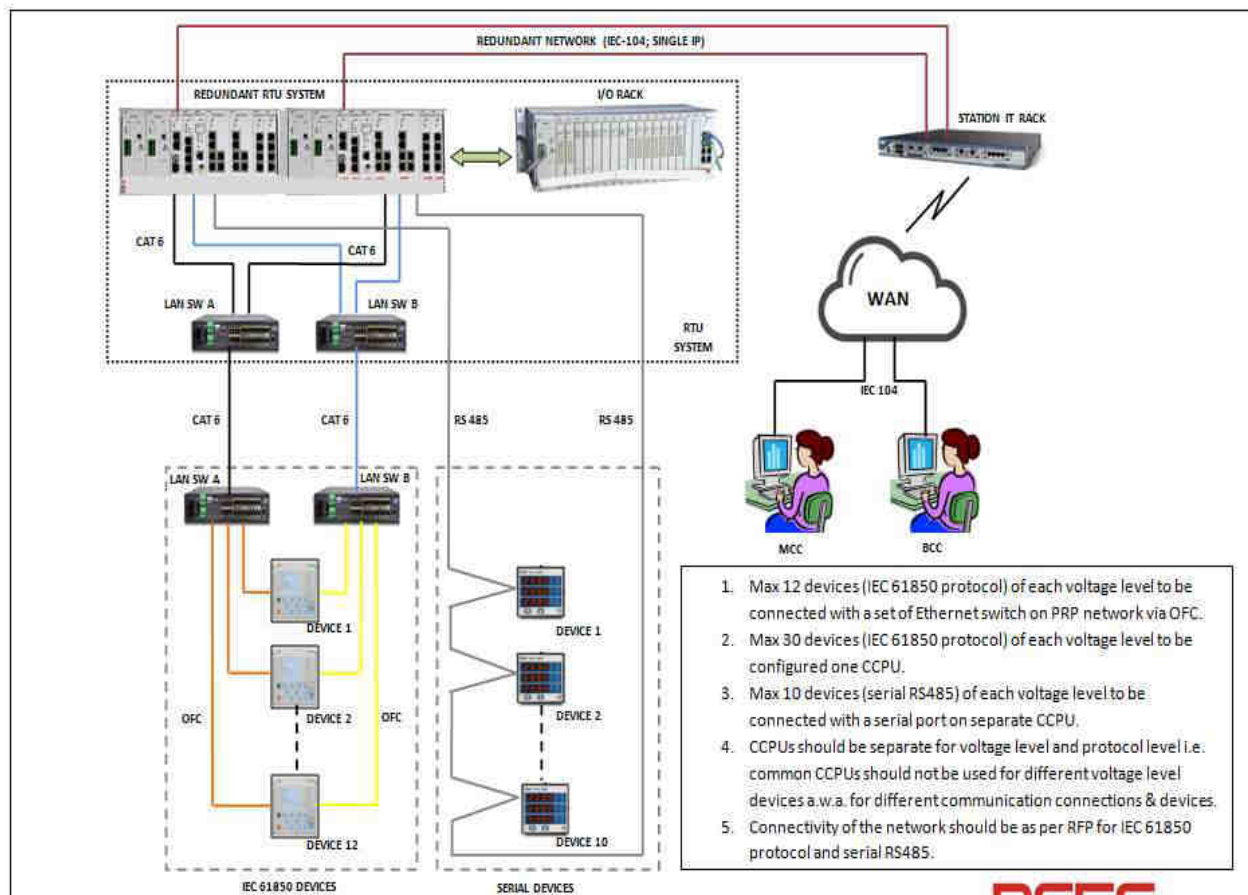 REDUNDANT NETWORK (IEC-104; SINGLE IP)
REDUNDANT RTU SYSTEM
I/O RACK
STATION IT RACK
CAT 6
CAT 6
LAN SW A
LAN SW B
RTU
SYSTEM
WAN
IEC 104
CAT 6
CAT 6
RS 485
RS 485
LAN SW A
LAN SW B
MCC
BCC
DEVICE 1
DEVICE 1
OFC
DEVICE 2
OFC
DEVICE 2
DEVICE 12
DEVICE 10
IEC 61850 DEVICES
SERIAL DEVICES
1. Max 12 devices (IEC 61850 protocol) of each voltage level to be
connected with a set of Ethernet switch on PRP network via OFC.
2. Max 30 devices (IEC 61850 protocol) of each voltage level to be
configured one CCPU.
3. Max 10 devices (serial RS485) of each voltage level to be
connected with a serial port on separate CCPU.
4. CCPUs should be separate for voltage level and protocol level i.e.
common CCPUs should not be used for different voltage level
devices a.w.a. for different communication connections & devices.
5. Connectivity of the network should be as per RFP for IEC 61850
protocol and serial RS485.